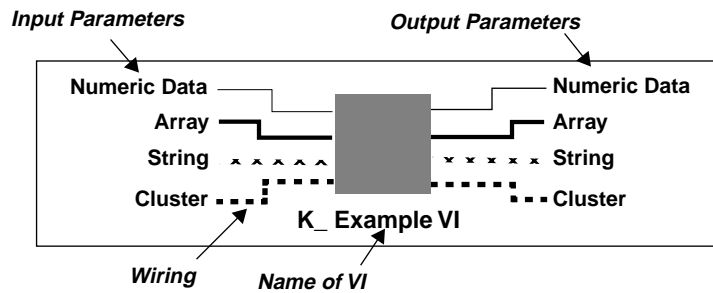 Input Parameters
Output Parameters
Numeric Data
Numeric Data
Array
Array
String
String
Cluster
Cluster
K_ Example VI
Wiring
Name of VI